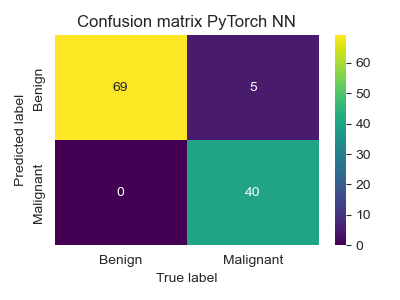 Confusion matrix PyTorch NN
Predicted label
Benign
Malignant
69
5
0
40
Benign
Malignant
True label
60
50
40
30
20
10
0